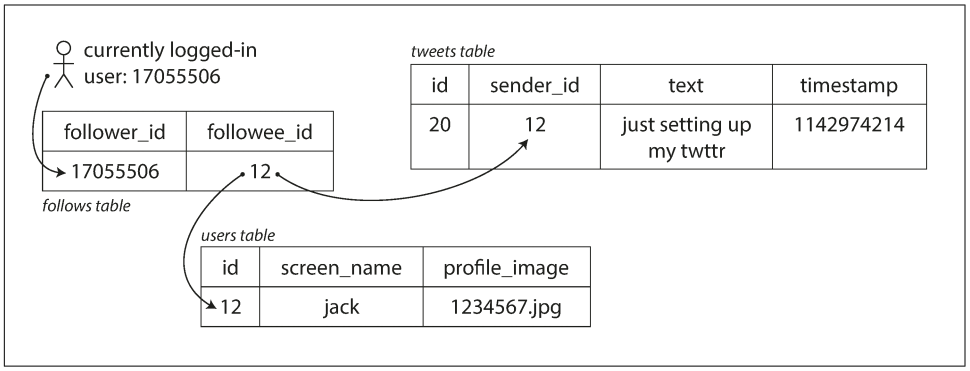 currently logged-in
user: 17055506
follower_id followee_id
17055506 12
follows table
tweets table
id sender_id text timestamp
20 12 just setting up 1142974214
my twttr
users table
id screen_name profile_image
12 jack 1234567.jpg